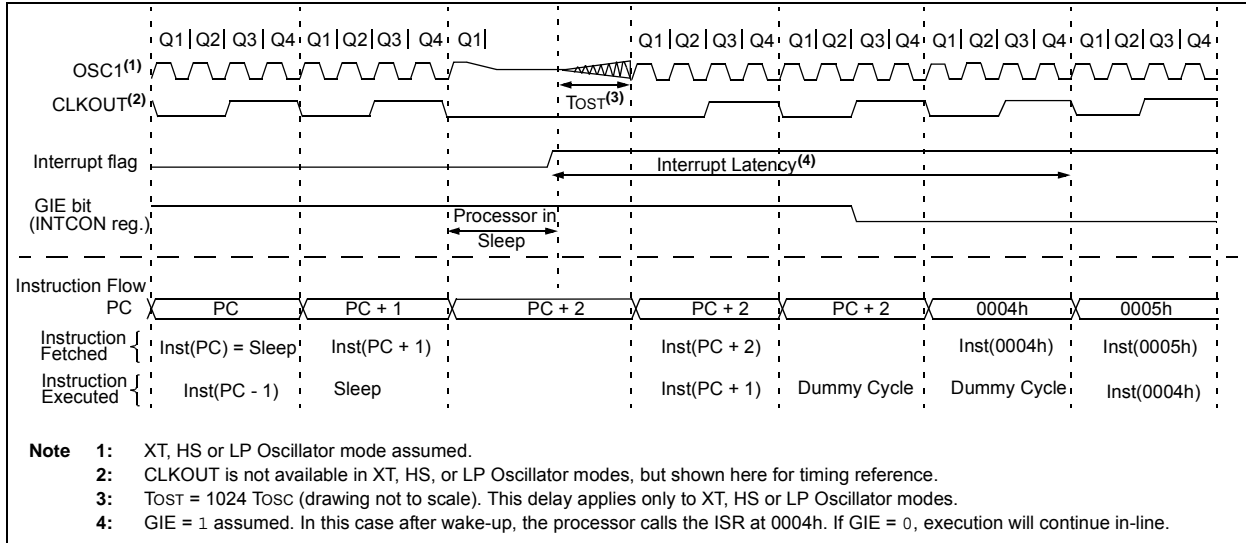 Q1 | Q2 | Q3 | Q4 Q1 | Q2 | Q3 | Q4 Q1 | Q1 | Q2 | Q3 | Q4 Q1 | Q2 | Q3 | Q4 Q1 | Q2 | Q3 | Q4 Q1 | Q2 | Q3 | Q4
OSC1(1)
TOST(3)
CLKOUT(2)
Interrupt flag
Interrupt Latency(4)
GIE bit
(INTCON reg.)
Processor in
Sleep
Instruction Flow
PC PC PC + 1 PC + 2 PC + 2 PC + 2 0004h 0005h
Instruction
Fetched
Inst(PC) = Sleep Inst(PC + 1) Inst(PC + 2) Inst(0004h) Inst(0005h)
Instruction
Executed
Inst(PC - 1) Sleep Inst(PC + 1) Dummy Cycle Dummy Cycle Inst(0004h)
Note 1: XT, HS or LP Oscillator mode assumed.
2: CLKOUT is not available in XT, HS, or LP Oscillator modes, but shown here for timing reference.
3: TOST = 1024 TOSC (drawing not to scale). This delay applies only to XT, HS or LP Oscillator modes.
4: GIE = 1 assumed. In this case after wake-up, the processor calls the ISR at 0004h. If GIE = 0, execution will continue in-line.